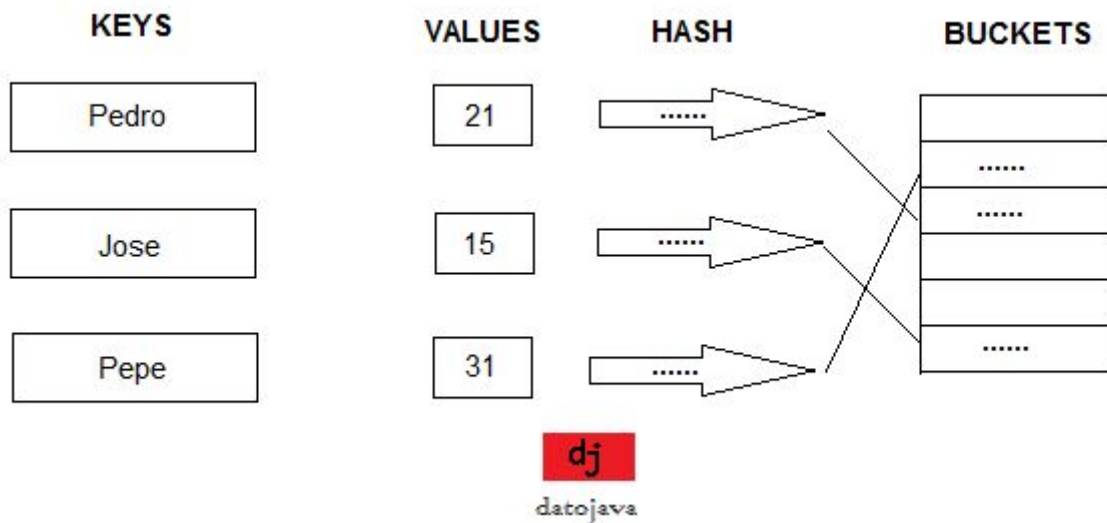 KEYS VALUES HASH BUCKETS
Pedro 21 ......
......
......
Jose 15 ......
Pepe 31 ......
......
dj
datojava